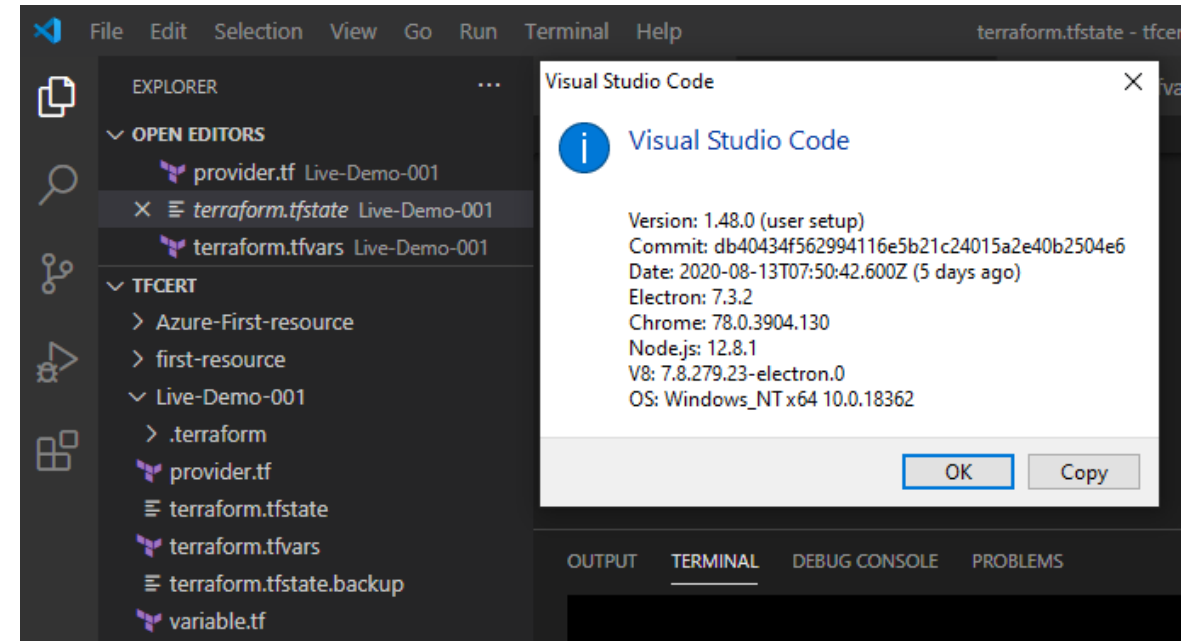 File Edit Selection View Go Run Terminal Help terraform.tfstate - tfcer
EXPLORER ...
OPEN EDITORS
provider.tf Live-Demo-001
terraform.tfstate Live-Demo-001
terraform.tfvars Live-Demo-001
TFCERT
Azure-First-resource
first-resource
Live-Demo-001
.terraform
provider.tf
terraform.tfstate
terraform.tfvars
terraform.tfstate.backup
variable.tf
Visual Studio Code
Visual Studio Code
Version: 1.48.0 (user setup)
Commit: db40434f562994116e5b21c24015a2e40b2504e6
Date: 2020-08-13T07:50:42.600Z (5 days ago)
Electron: 7.3.2
Chrome: 78.0.3904.130
Node.js: 12.8.1
V8: 7.8.279.23-electron.0
OS: Windows_NT x64 10.0.18362
OK Copy
OUTPUT TERMINAL DEBUG CONSOLE PROBLEMS